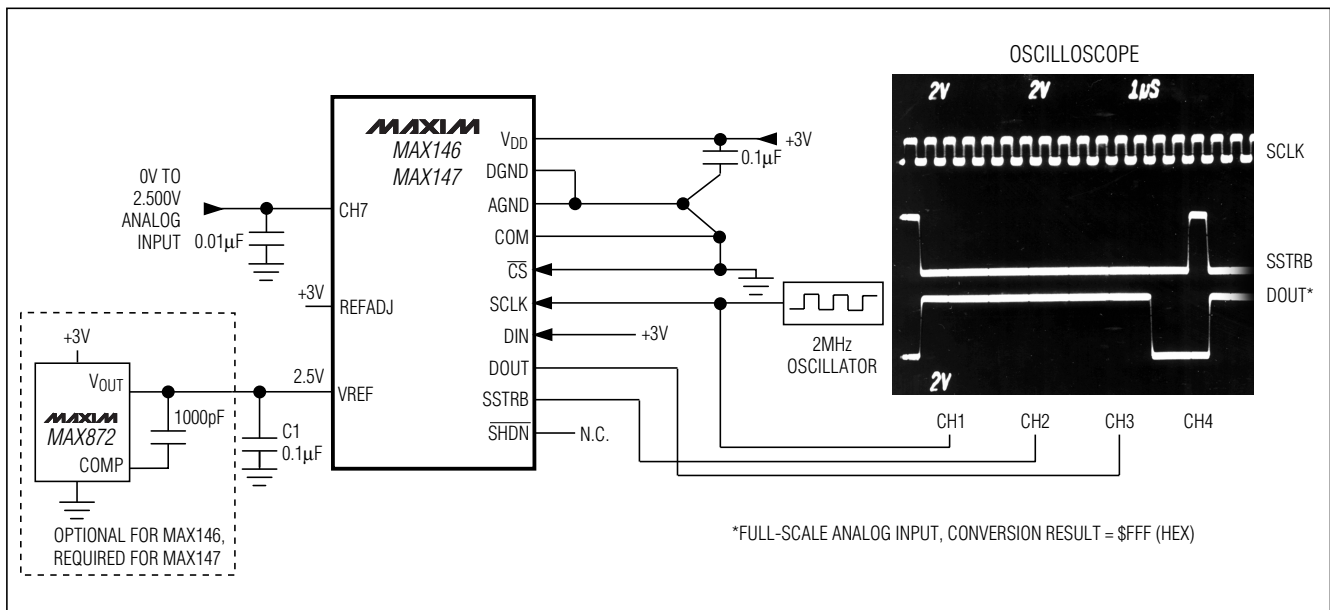 OSCILLOSCOPE
2V 2V 1μS
SCLK
SSTRB
DOUT*
2V
CH1 CH2 CH3 CH4
MAXIM
MAX146
MAX147
VDD
DGND
AGND
COM
CS
SCLK
DIN
DOUT
SSTRB
SHDN
CH7
REFADJ
VREF
0V TO
2.500V
ANALOG
INPUT
0.01μF
+3V
2.5V
+3V
0.1μF
+3V
N.C.
2MHz
OSCILLATOR
+3V
VOUT
MAXIM
MAX872
COMP
1000pF
C1
0.1μF
OPTIONAL FOR MAX146,
REQUIRED FOR MAX147
*FULL-SCALE ANALOG INPUT, CONVERSION RESULT = $FFF (HEX)